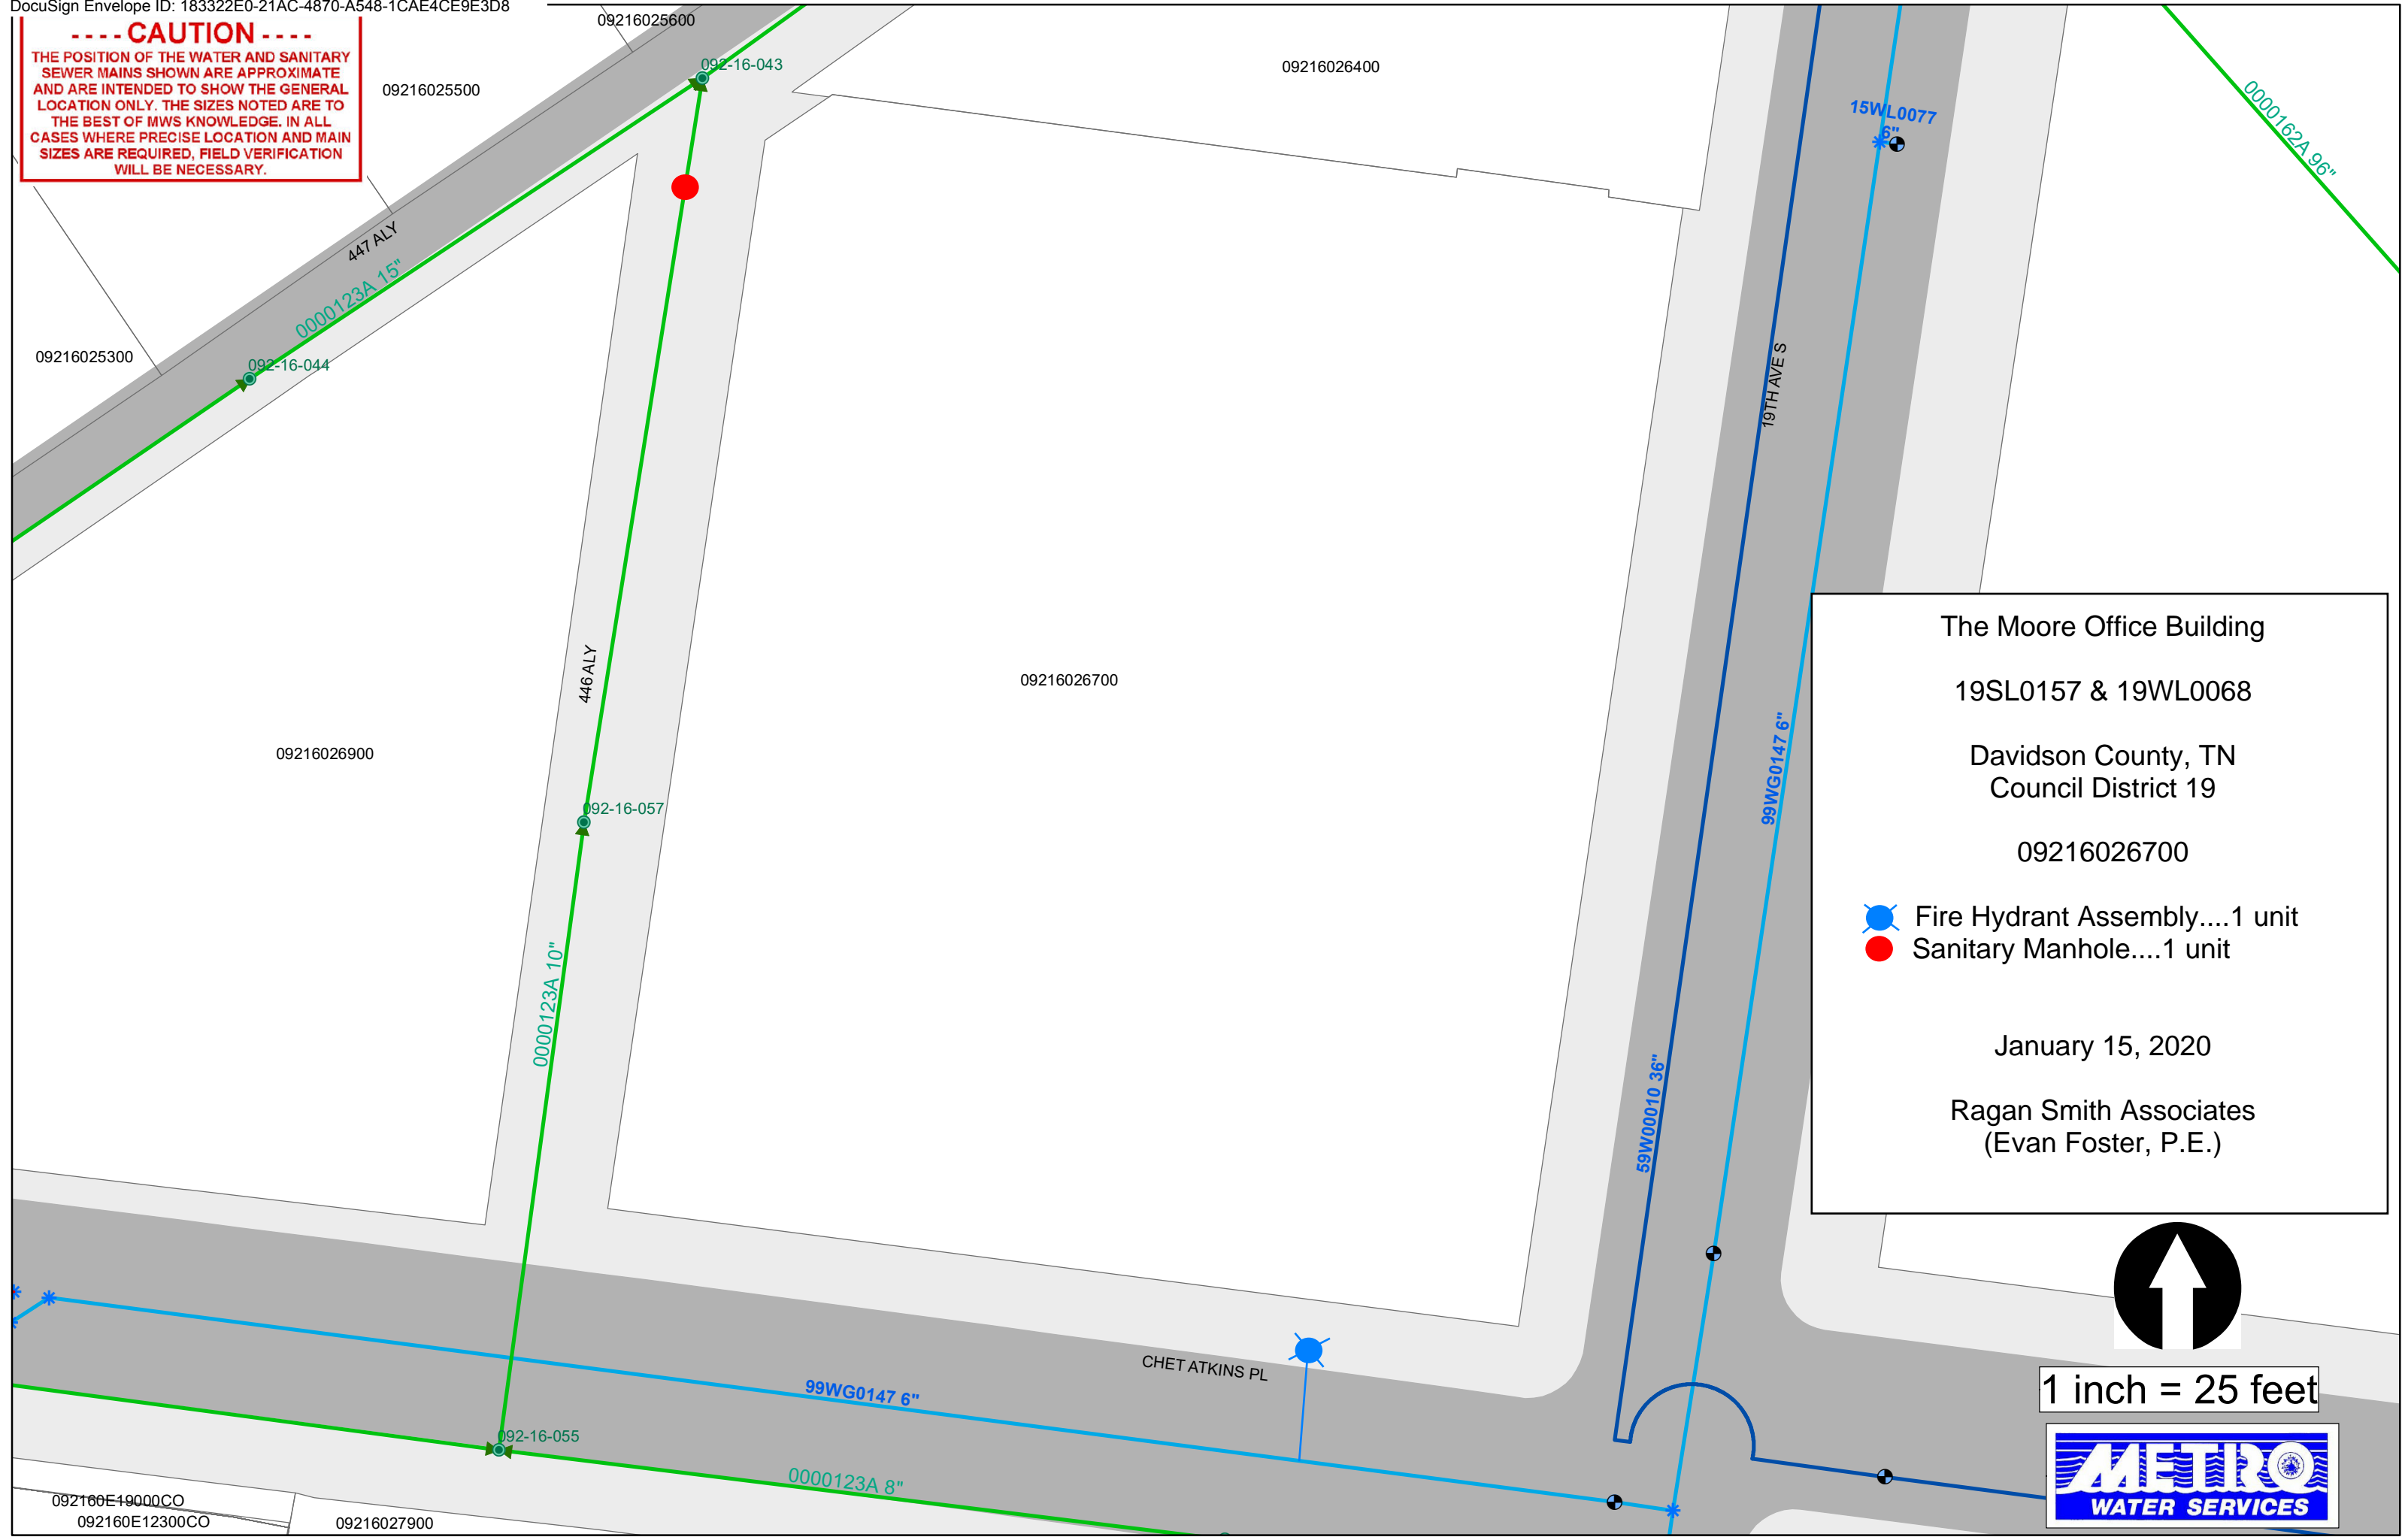 DocuSign Envelope ID: 183322E0-21AC-4870-A548-1CAE4CE9E3D8
---- CAUTION ----
THE POSITION OF THE WATER AND SANITARY
SEWER MAINS SHOWN ARE APPROXIMATE
AND ARE INTENDED TO SHOW THE GENERAL
LOCATION ONLY. THE SIZES NOTED ARE TO
THE BEST OF MWS KNOWLEDGE. IN ALL
CASES WHERE PRECISE LOCATION AND MAIN
SIZES ARE REQUIRED, FIELD VERIFICATION
WILL BE NECESSARY.
09216025600
092-16-043
09216025500
09216026400
15WL0077
6"
0000162A 96"
447 ALY
0000123A 15"
09216025300
092-16-044
19TH AVE S
446 ALY
09216026700
09216026900
092-16-057
99WG0147 6"
0000123A 10"
59W00010 36"
The Moore Office Building
19SL0157 & 19WL0068
Davidson County, TN
Council District 19
09216026700
Fire Hydrant Assembly....1 unit
Sanitary Manhole....1 unit
January 15, 2020
Ragan Smith Associates
(Evan Foster, P.E.)
CHET ATKINS PL
99WG0147 6"
092-16-055
0000123A 8"
1 inch = 25 feet
METRO
WATER SERVICES
092160E19000CO
092160E12300CO
09216027900